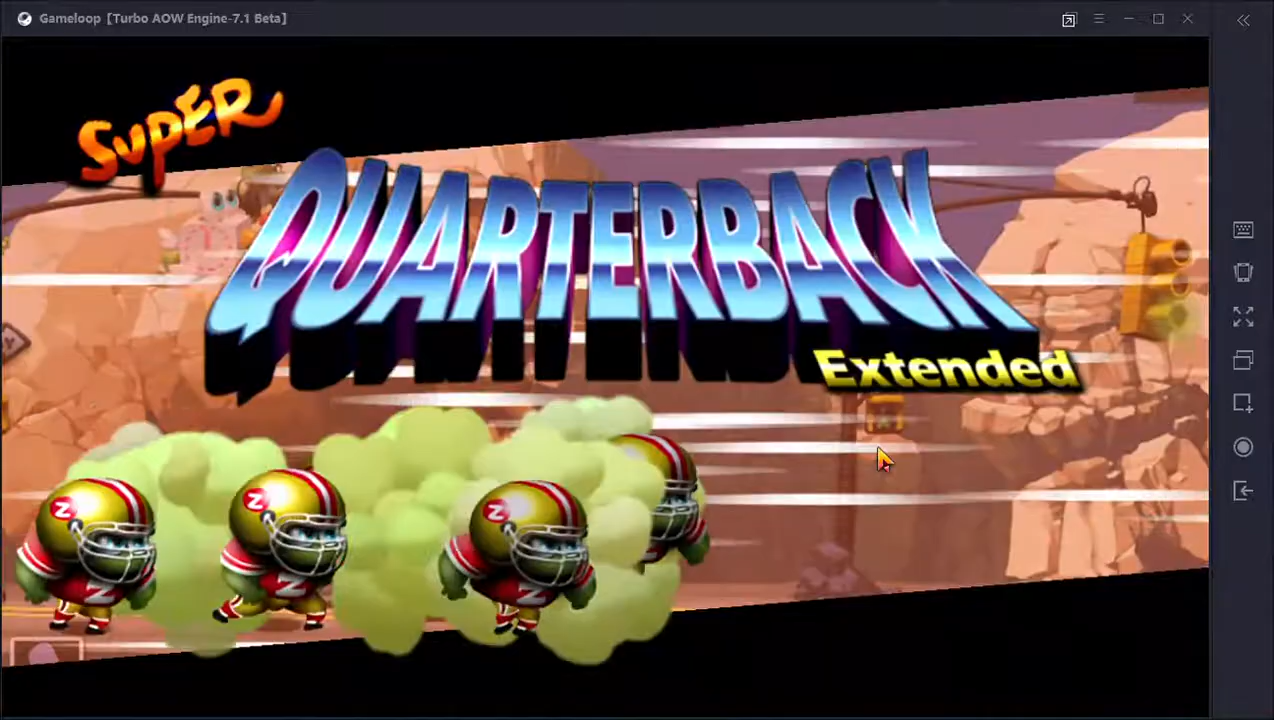 Gameloop【Turbo AOW Engine-7.1 Beta】
SUPER
QUARTERBACK
Extended
Z
Z
Z
Z
Z
Z